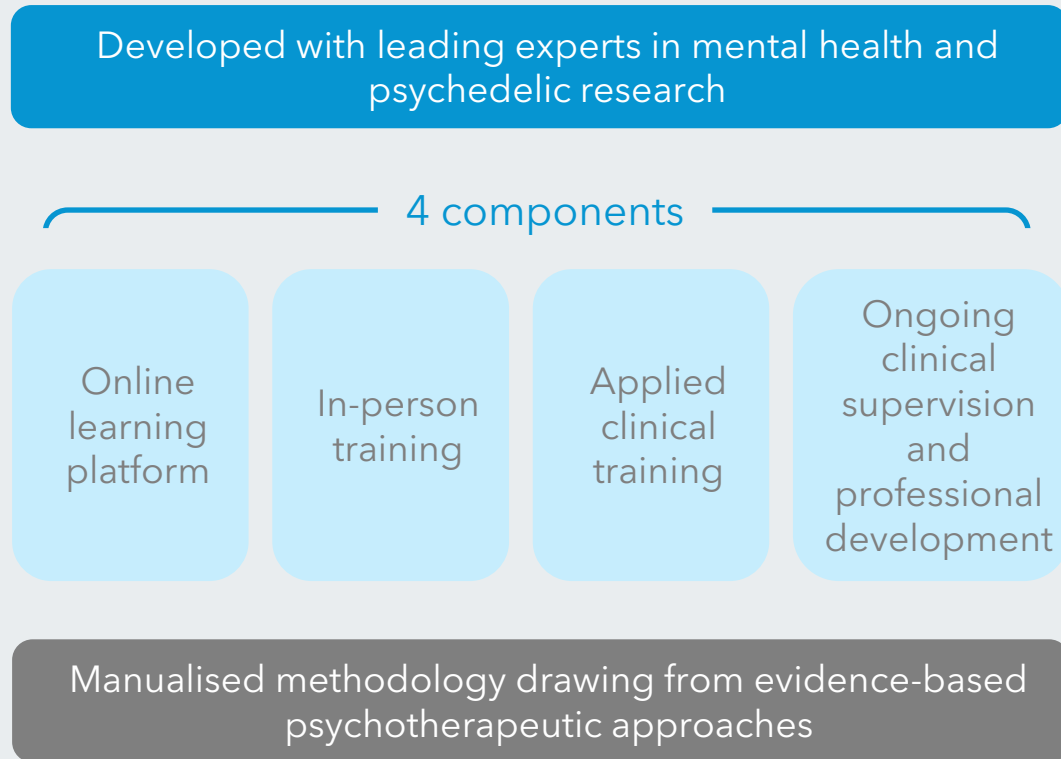 Developed with leading experts in mental health and
psychedelic research
4 components
Online
learning
platform
In-person
training
Applied
clinical
training
Ongoing
clinical
supervision
and
professional
development
Manualised methodology drawing from evidence-based
psychotherapeutic approaches